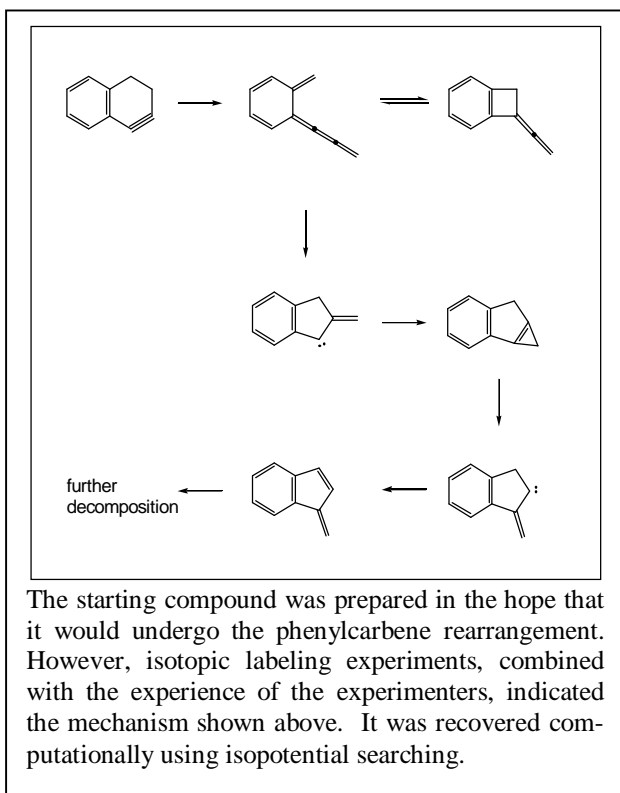 further
decomposition
The starting compound was prepared in the hope that
it would undergo the phenylcarbene rearrangement.
However, isotopic labeling experiments, combined
with the experience of the experimenters, indicated
the mechanism shown above. It was recovered com-
putationally using isopotential searching.